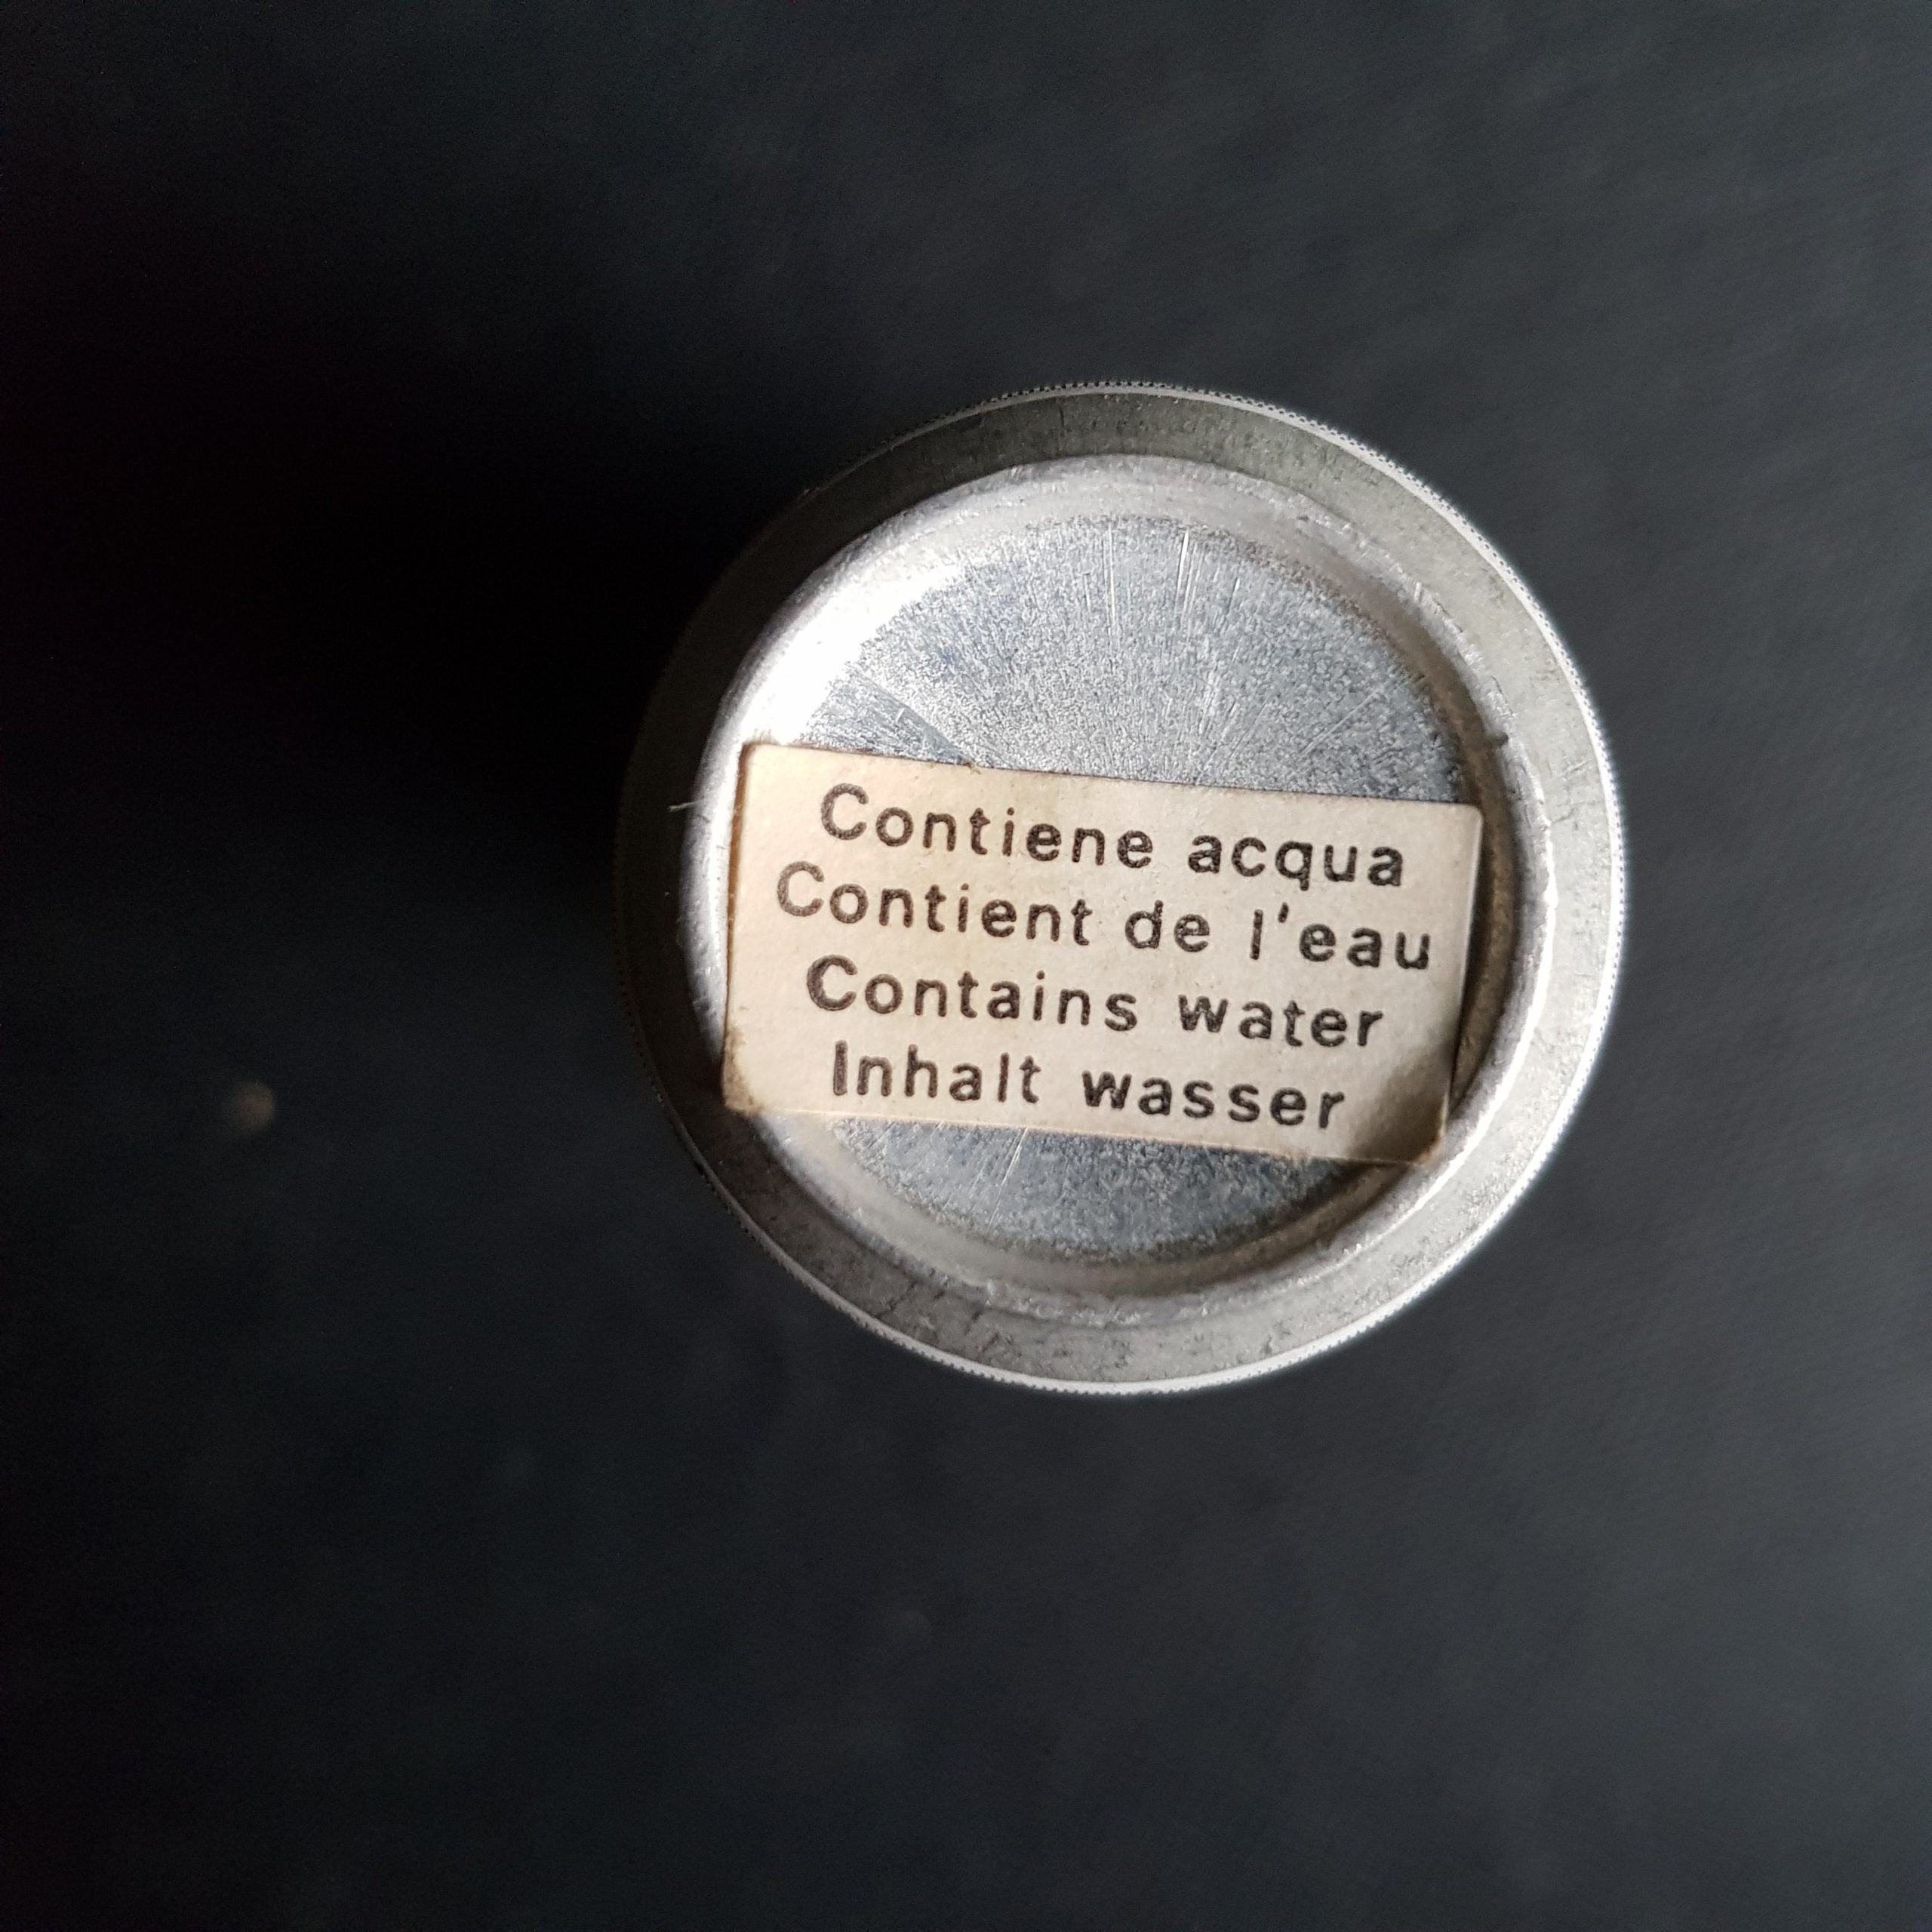 Contiene acqua
Contient de l'eau
Contains water
Inhalt wasser